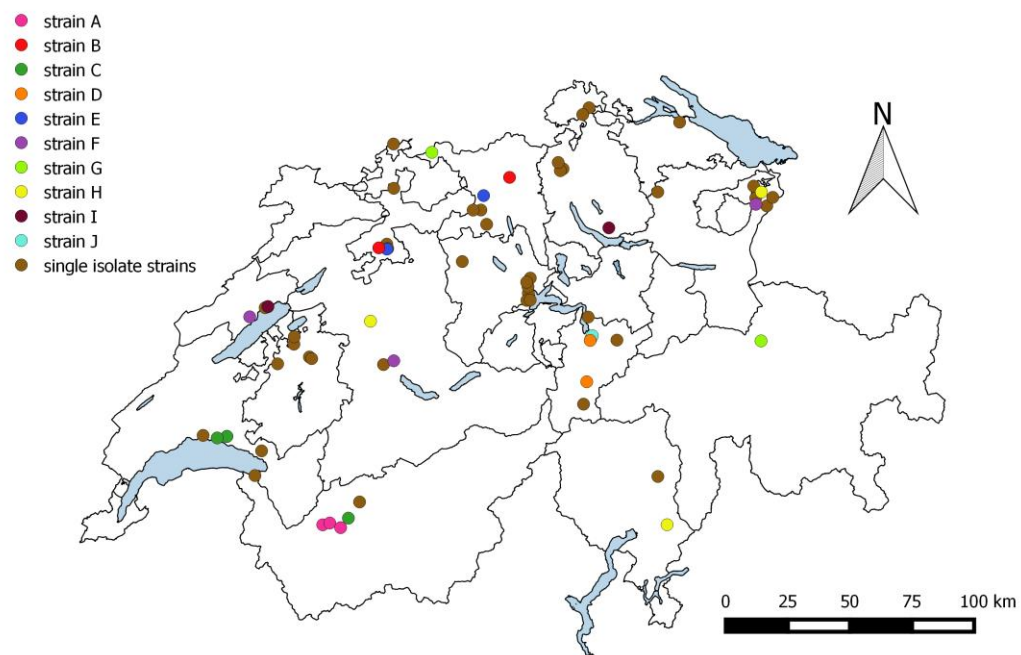 strain A
strain B
strain C
strain D
strain E
strain F
strain G
strain H
strain I
strain J
single isolate strains
N
0 25 50 75 100 km